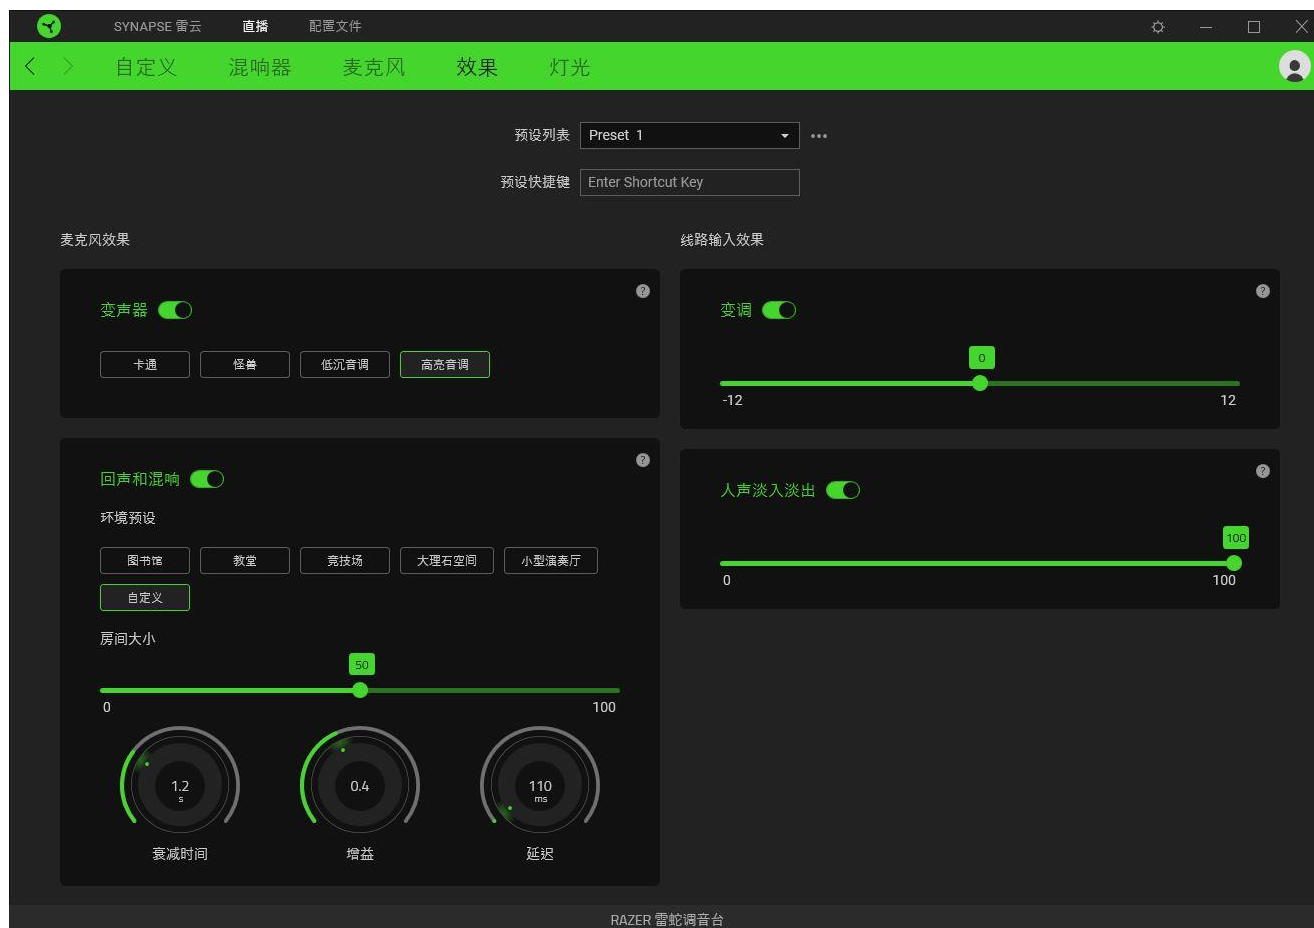 SYNAPSE 雷云 直播 配置文件
自定义 混响器 麦克风 效果 灯光
预设列表 Preset 1
预设快捷键 Enter Shortcut Key
麦克风效果
变声器
?
卡通 怪兽 低沉音调 高亮音调
回声和混响
?
环境预设
图书馆 教堂 竞技场 大理石空间 小型演奏厅
自定义
房间大小
50
0 100
1.2 s
0.4
110 ms
衰减时间 增益 延迟
线路输入效果
变调
?
0
-12 12
人声淡入淡出
?
100
0 100
RAZER 雷蛇调音台